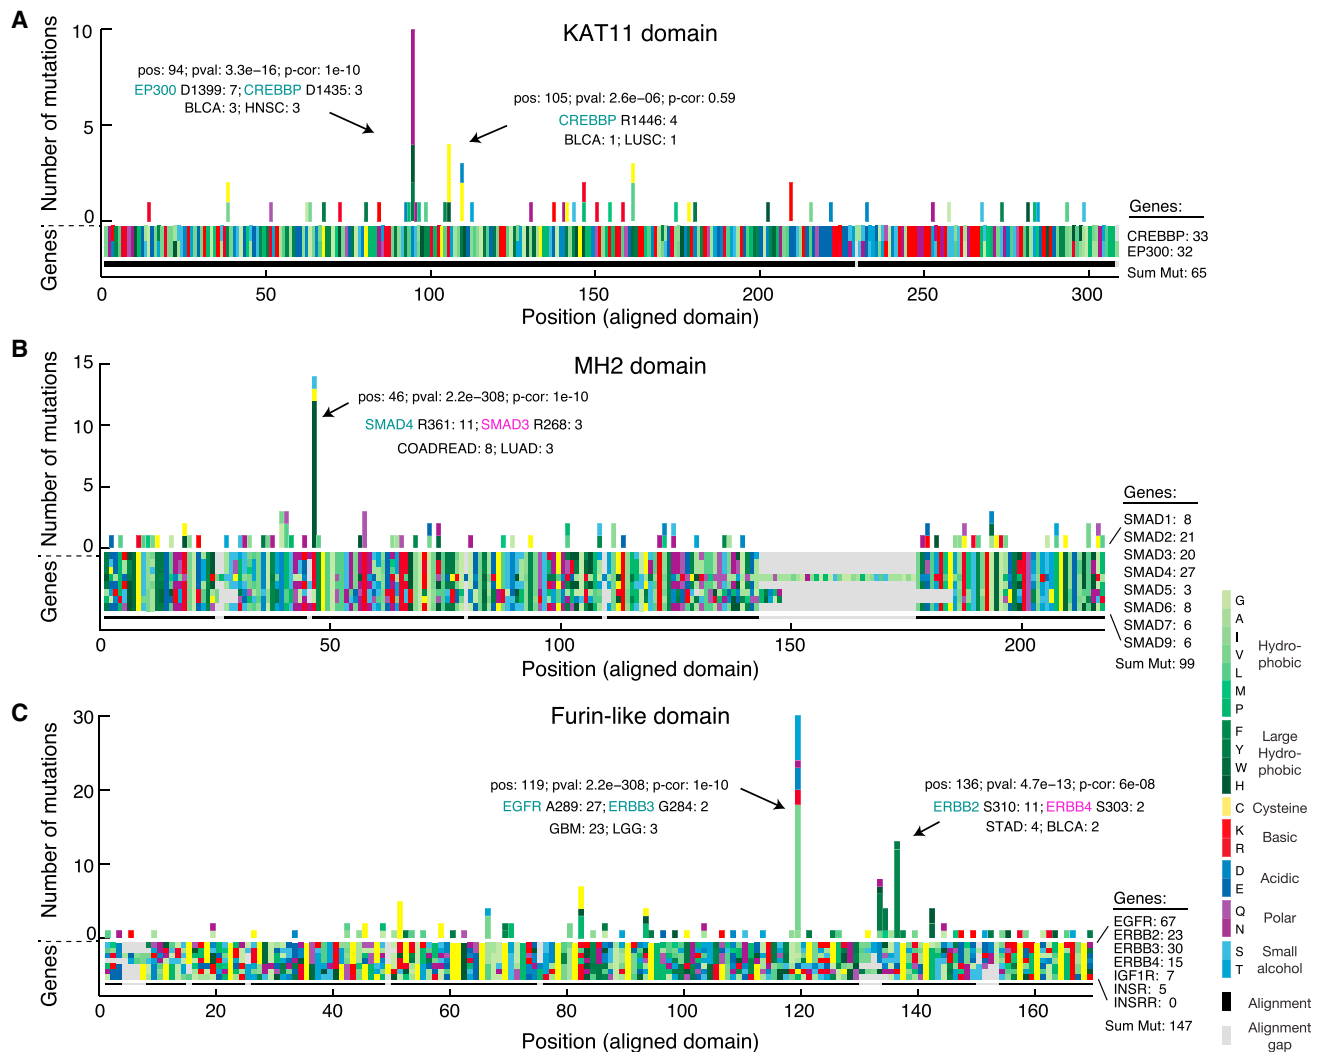 A
KAT11 domain
Number of mutations
10
5
0
pos: 94; pval: 3.3e−16; p-cor: 1e-10
EP300 D1399: 7; CREBBP D1435: 3
BLCA: 3; HNSC: 3
pos: 105; pval: 2.6e−06; p-cor: 0.59
CREBBP R1446: 4
BLCA: 1; LUSC: 1
Genes
Genes:
CREBBP: 33
EP300: 32
Sum Mut: 65
0 50 100 150 200 250 300
Position (aligned domain)
B
MH2 domain
Number of mutations
15
10
5
0
pos: 46; pval: 2.2e−308; p-cor: 1e-10
SMAD4 R361: 11; SMAD3 R268: 3
COADREAD: 8; LUAD: 3
Genes
Genes:
SMAD1: 8
SMAD2: 21
SMAD3: 20
SMAD4: 27
SMAD5: 3
SMAD6: 8
SMAD7: 6
SMAD9: 6
Sum Mut: 99
0 50 100 150 200
Position (aligned domain)
C
Furin-like domain
Number of mutations
30
20
10
0
pos: 119; pval: 2.2e−308; p-cor: 1e-10
EGFR A289: 27; ERBB3 G284: 2
GBM: 23; LGG: 3
pos: 136; pval: 4.7e−13; p-cor: 6e-08
ERBB2 S310: 11; ERBB4 S303: 2
STAD: 4; BLCA: 2
Genes
Genes:
EGFR: 67
ERBB2: 23
ERBB3: 30
ERBB4: 15
IGF1R: 7
INSR: 5
INSRR: 0
Sum Mut: 147
0 20 40 60 80 100 120 140 160
Position (aligned domain)
G
A
I
V
L
M
P
Hydro-
phobic
F
Y
W
H
Large
Hydro-
phobic
C Cysteine
K
R
Basic
D
E
Acidic
Q
N
Polar
S
T
Small
alcohol
Alignment
Alignment
gap